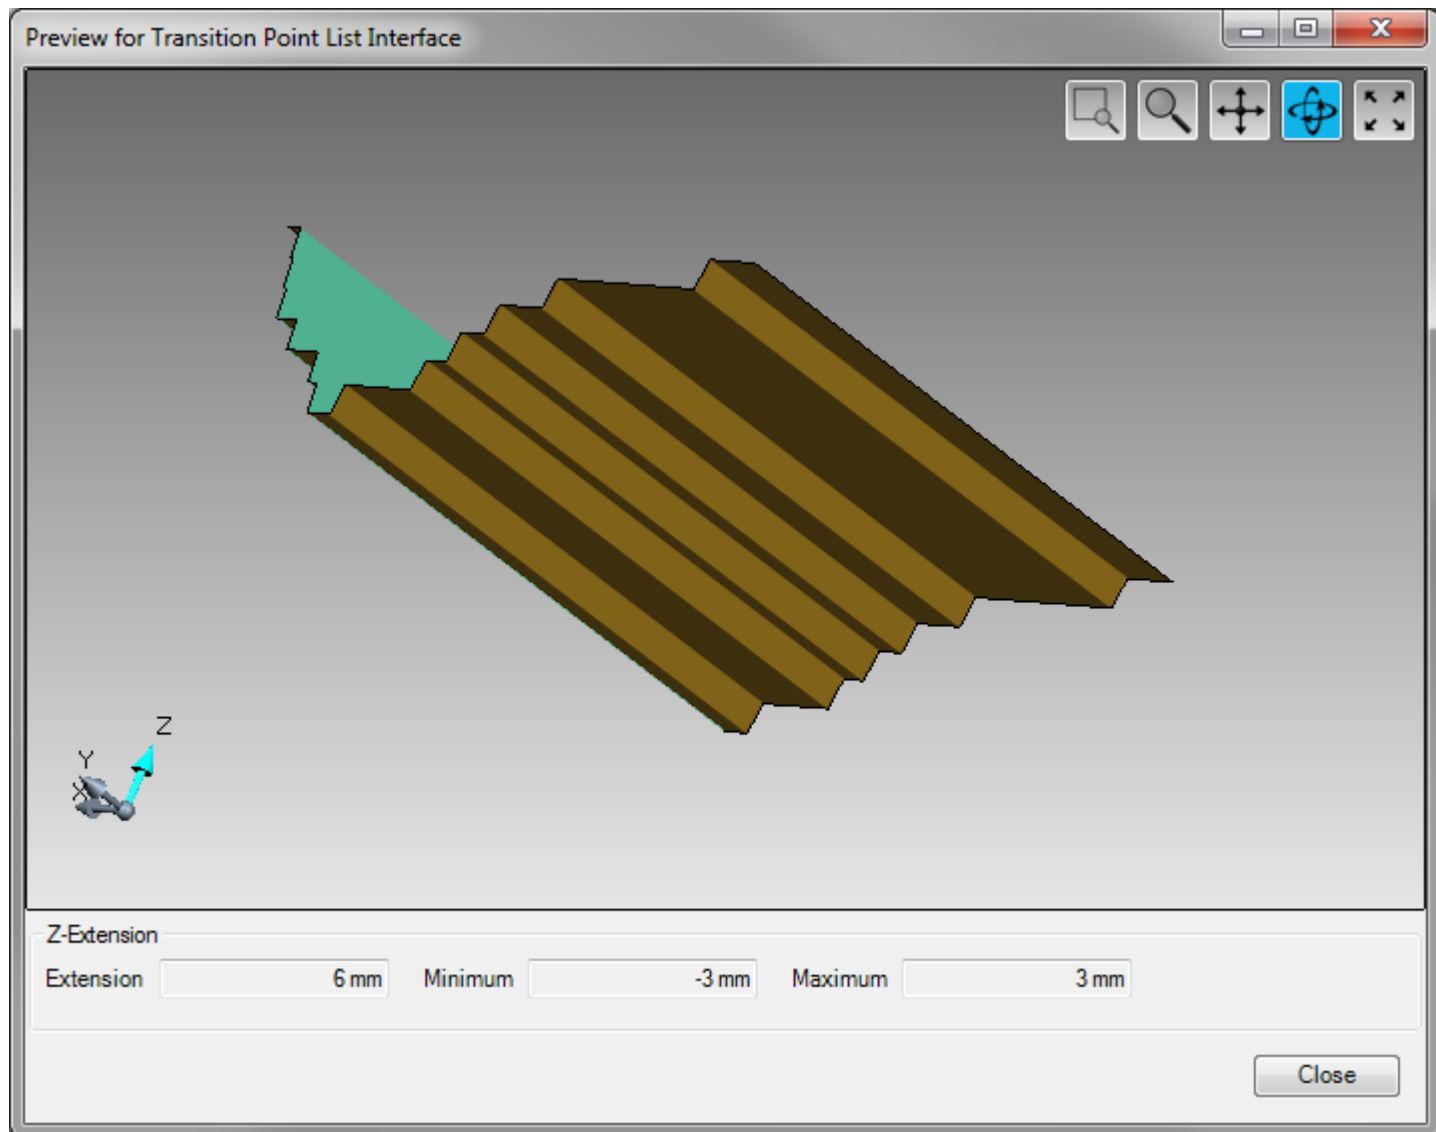 Preview for Transition Point List Interface
Z
Y
X
Z-Extension
Extension 6 mm Minimum -3 mm Maximum 3 mm
Close